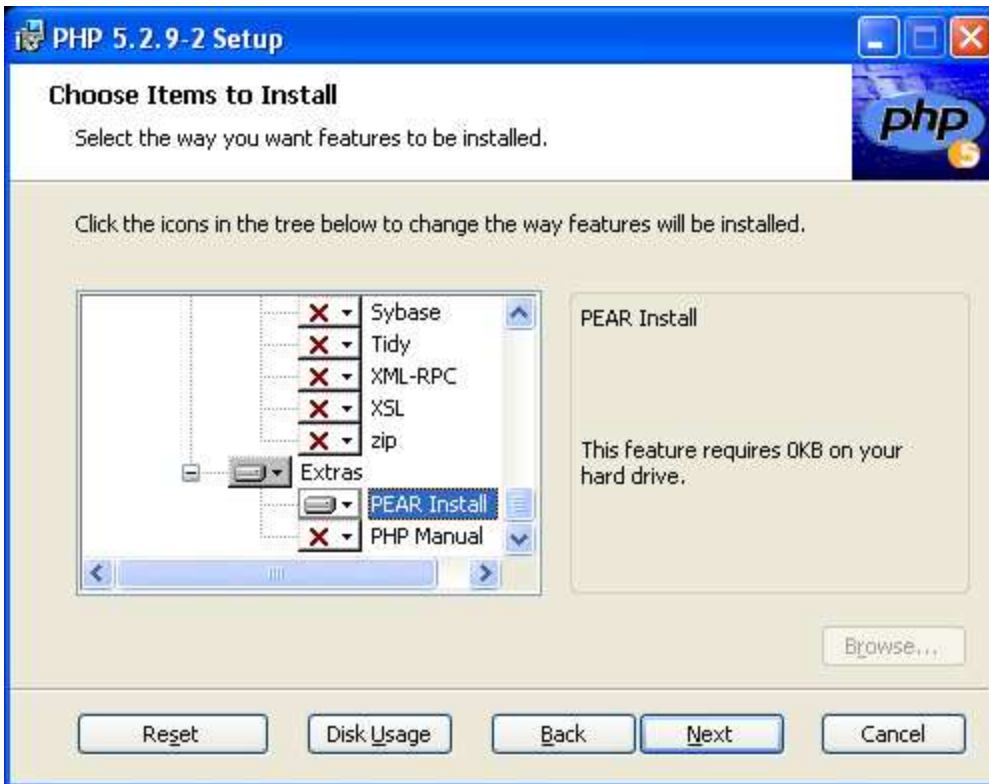 PHP 5.2.9-2 Setup
Choose Items to Install
Select the way you want features to be installed.
php
5
Click the icons in the tree below to change the way features will be installed.
Sybase
Tidy
XML-RPC
XSL
zip
Extras
PEAR Install
PHP Manual
PEAR Install
This feature requires 0KB on your
hard drive.
Browse...
Reset
Disk Usage
Back
Next
Cancel